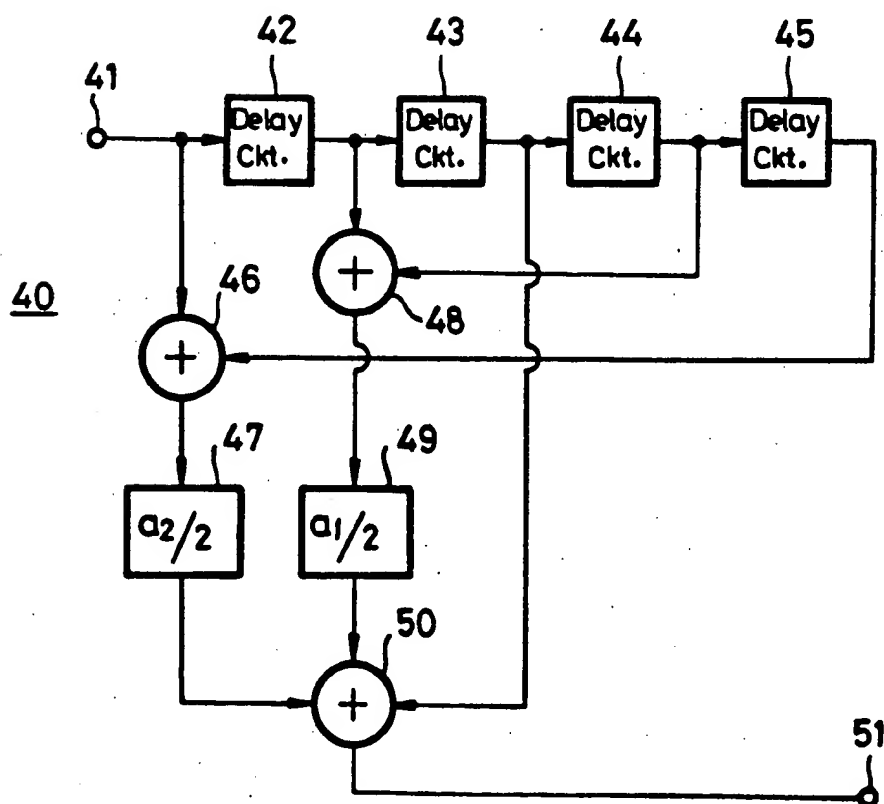 42 43 44 45
41
Delay Delay Delay Delay
Ckt. Ckt. Ckt. Ckt.
+
46 48
40
+
47 49
a2/2 a1/2
50
+
51